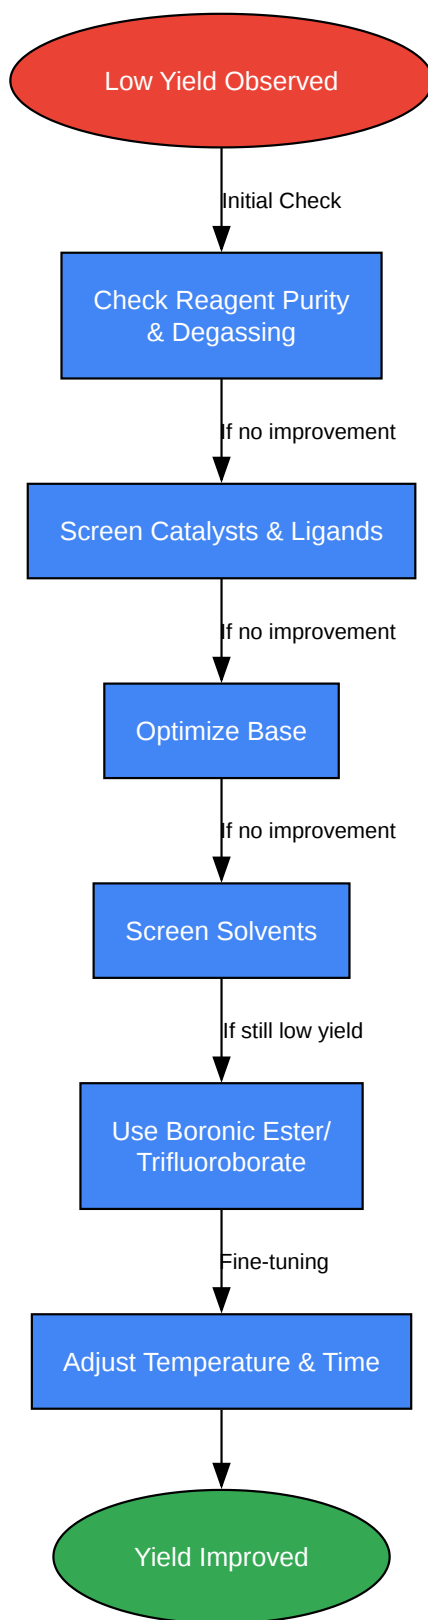 Low Yield Observed
Initial Check
Check Reagent Purity
& Degassing
If no improvement
Screen Catalysts & Ligands
If no improvement
Optimize Base
If no improvement
Screen Solvents
If still low yield
Use Boronic Ester/
Trifluoroborate
Fine-tuning
Adjust Temperature & Time
Yield Improved